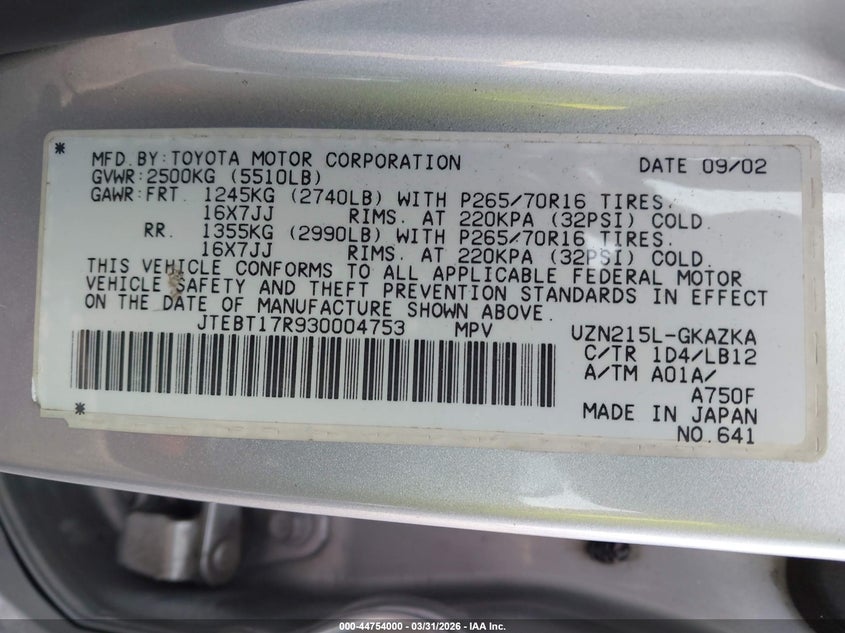 * MFD.BY:TOYOTA MOTOR CORPORATION DATE 09/02
GVWR:2500KG (5510LB)
GAWR:FRT. 1245KG (2740LB) WITH P265/70R16 TIRES.
16X7JJ RIMS. AT 220KPA (32PSI) COLD.
RR. 1355KG (2990LB) WITH P265/70R16 TIRES.
16X7JJ RIMS. AT 220KPA (32PSI) COLD.
THIS VEHICLE CONFORMS TO ALL APPLICABLE FEDERAL MOTOR
VEHICLE SAFETY AND THEFT PREVENTION STANDARDS IN EFFECT
ON THE DATE OF MANUFACTURE SHOWN ABOVE.
JTEBT17R930004753 MPV UZN215L-GKAZKA
C/TR 1D4/LB12
A/TM A01A/
A750F
* MADE IN JAPAN
NO.641
000-44754000 | 03/31/2026 - IAA Inc.